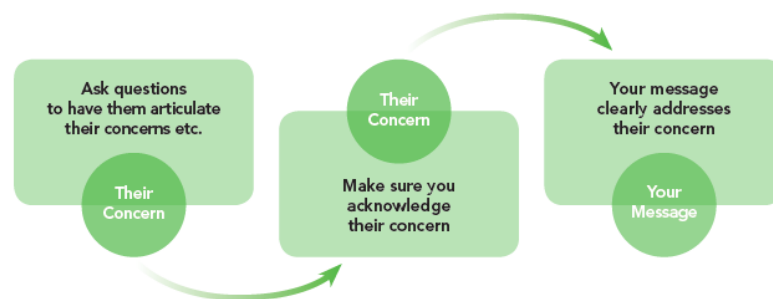 Ask questions
to have them articulate
their concerns etc.
Their
Concern
Their
Concern
Make sure you
acknowledge
their concern
Your message
clearly addresses
their concern
Your
Message